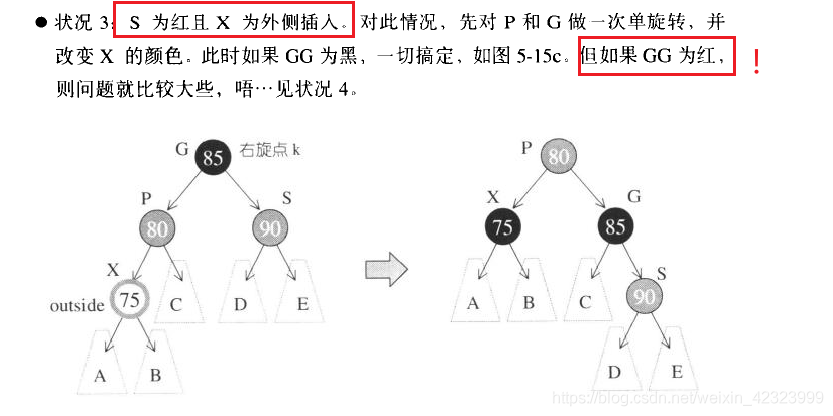 ● 状况 3：S 为红且 X 为外侧插入。对此情况，先对 P 和 G 做一次单旋转，并
改变 X 的颜色。此时如果 GG 为黑，一切搞定，如图 5-15c。但如果 GG 为红，
则问题就比较大些，唔…见状况 4。
!
G 85 右旋点 k
P 80
S 90
X 75
outside
C D E
A B
P 80
X 75
G 85
A B C
S 90
D E
https://blog.csdn.net/weixin_42323999